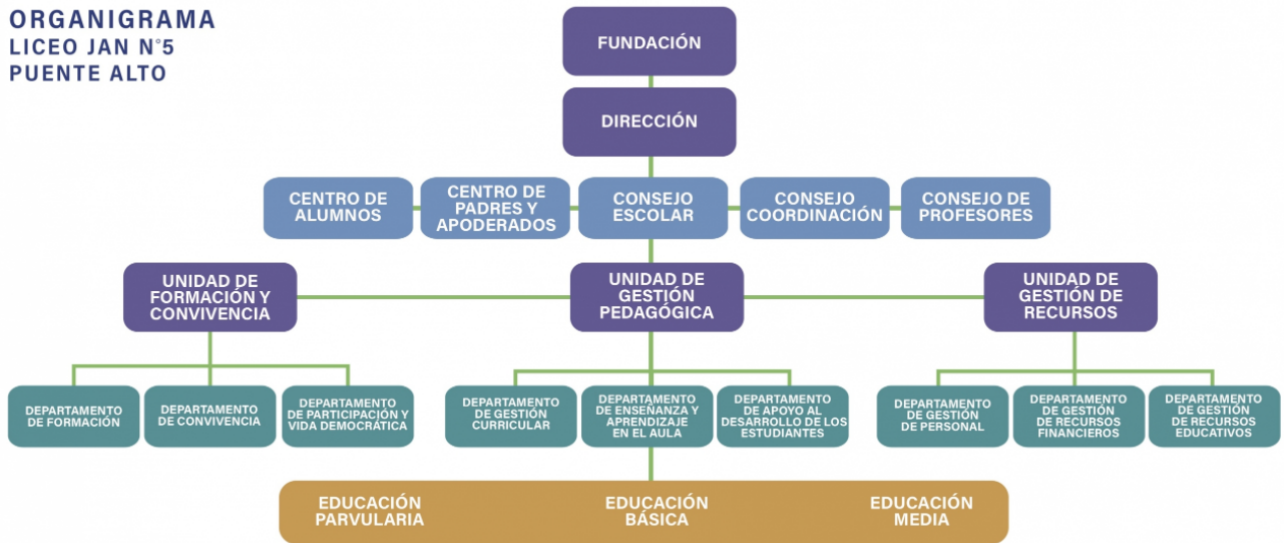 ORGANIGRAMA
LICEO JAN N°5
PUENTE ALTO
FUNDACIÓN
DIRECCIÓN
CENTRO DE
ALUMNOS
CENTRO DE
PADRES Y
APODERADOS
CONSEJO
ESCOLAR
CONSEJO
COORDINACIÓN
CONSEJO DE
PROFESORES
UNIDAD DE
FORMACIÓN Y
CONVIVENCIA
UNIDAD DE
GESTIÓN
PEDAGÓGICA
UNIDAD DE
GESTIÓN DE
RECURSOS
DEPARTAMENTO
DE FORMACIÓN
DEPARTAMENTO
DE CONVIVENCIA
DEPARTAMENTO
DE PARTICIPACIÓN Y
VIDA DEMOCRÁTICA
DEPARTAMENTO
DE GESTIÓN
CURRICULAR
DEPARTAMENTO
DE ENSEÑANZA Y
APRENDIZAJE
EN EL AULA
DEPARTAMENTO
DE APOYO AL
DESARROLLO DE LOS
ESTUDIANTES
DEPARTAMENTO
DE GESTIÓN
DE PERSONAL
DEPARTAMENTO
DE GESTIÓN
DE RECURSOS
FINANCIEROS
DEPARTAMENTO
DE GESTIÓN
DE RECURSOS
EDUCATIVOS
EDUCACIÓN
PARVULARIA
EDUCACIÓN
BÁSICA
EDUCACIÓN
MEDIA